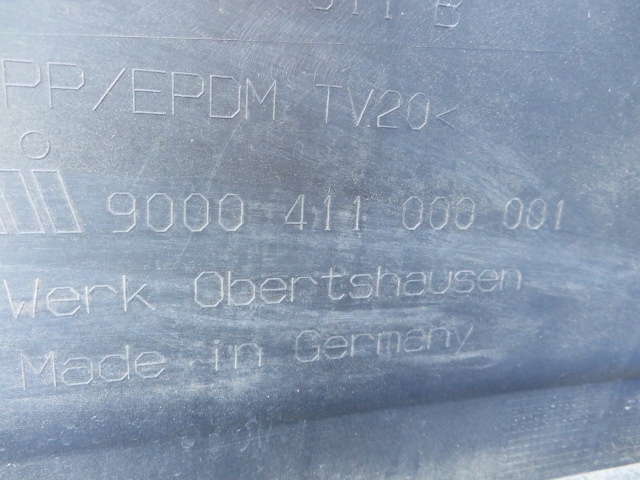 B
PP/EPDM TV20<
9000 411 000 001
Werk Obertshausen
Made in Germany